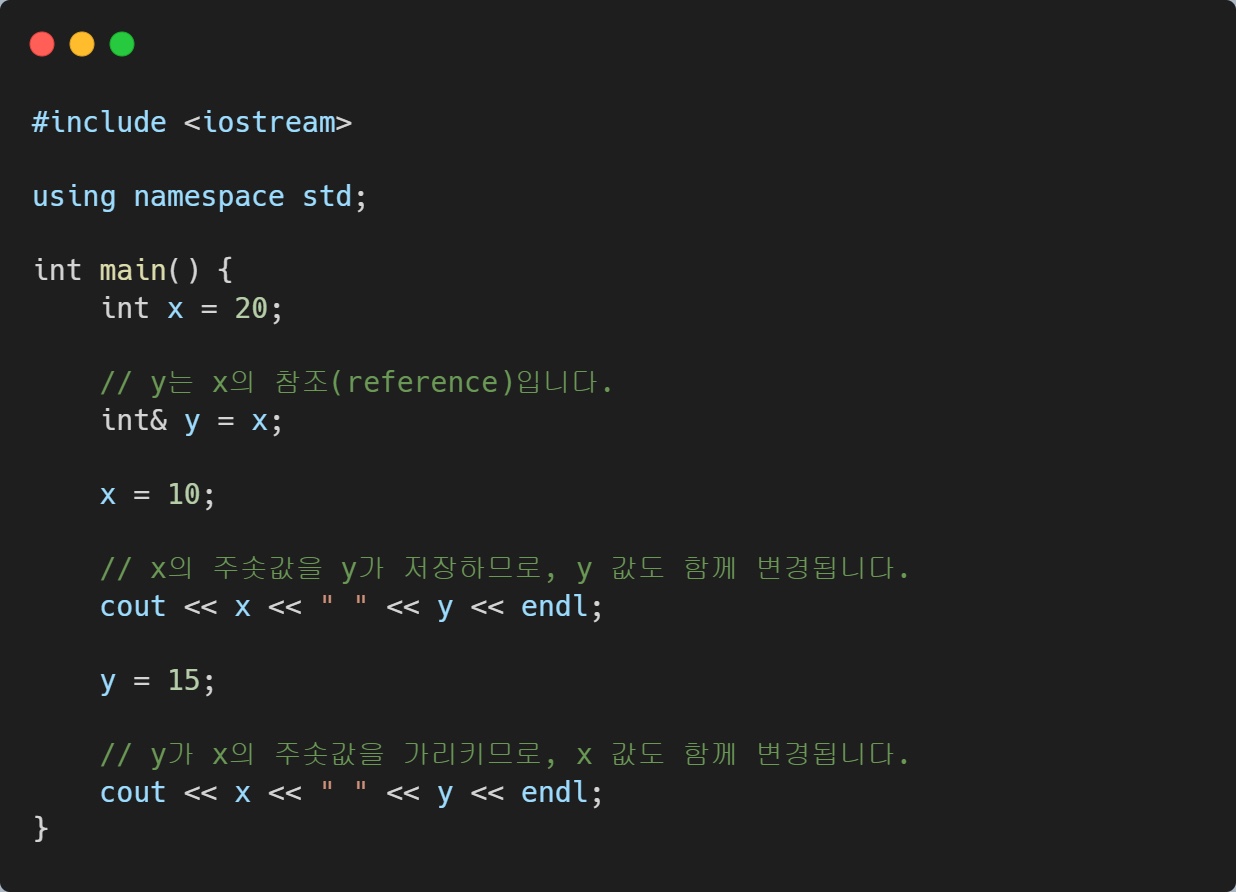 #include <iostream>
using namespace std;
int main() {
    int x = 20;
    // y는 x의 참조(reference)입니다.
    int& y = x;
    x = 10;
    // x의 주솟값을 y가 저장하므로, y 값도 함께 변경됩니다.
    cout << x << " " << y << endl;
    y = 15;
    // y가 x의 주솟값을 가리키므로, x 값도 함께 변경됩니다.
    cout << x << " " << y << endl;
}